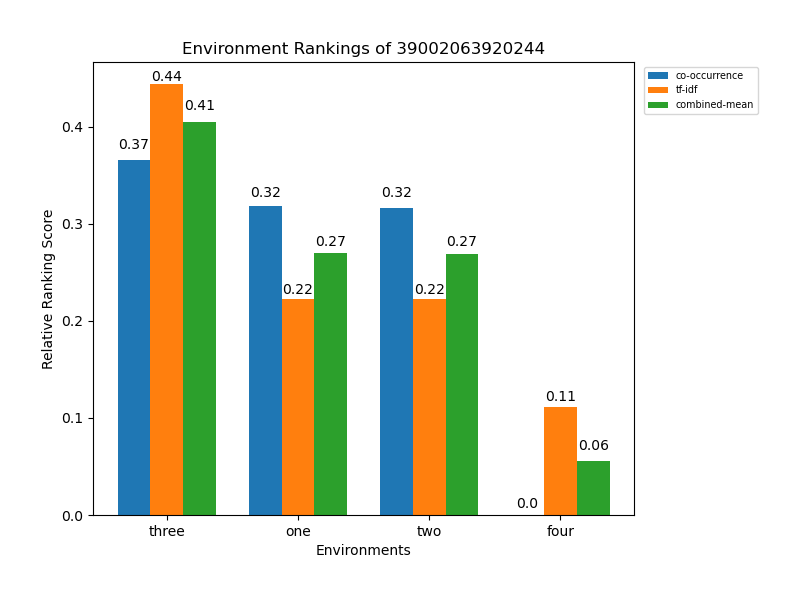 Environment Rankings of 39002063920244
co-occurrence
tf-idf
combined-mean
Relative Ranking Score
0.4
0.3
0.2
0.1
0.0
0.37
0.44
0.41
0.32
0.22
0.27
0.32
0.22
0.27
0.0
0.11
0.06
three
one
two
four
Environments